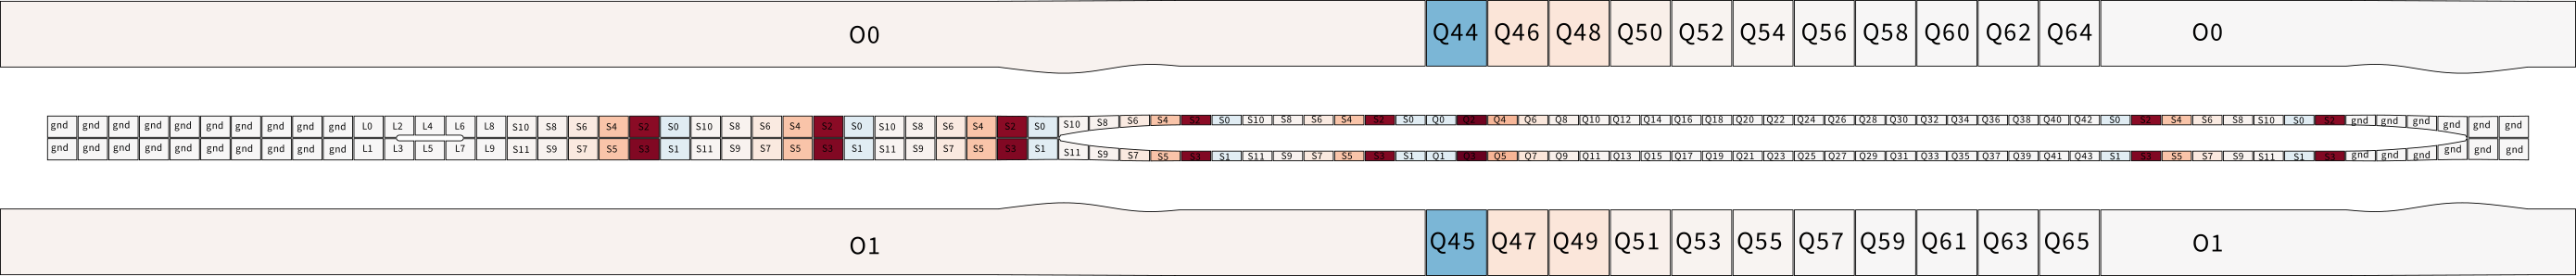 O0 Q44 Q46 Q48 Q50 Q52 Q54 Q56 Q58 Q60 Q62 Q64 O0
gnd gnd gnd gnd gnd gnd gnd gnd gnd gnd L0 L2 L4 L6 L8 S10 S8 S6 S4 S2 S0 S10 S8 S6 S4 S2 S0 S10 S8 S6 S4 S2 S0 S10 S8 S6 S4 S2 S0 S10 S8 S6 S4 S2 S0 Q0 Q2 Q4 Q6 Q8 Q10 Q12 Q14 Q16 Q18 Q20 Q22 Q24 Q26 Q28 Q30 Q32 Q34 Q36 Q38 Q40 Q42 S0 S2 S4 S6 S8 S10 S0 S2 gnd gnd gnd gnd gnd gnd
gnd gnd gnd gnd gnd gnd gnd gnd gnd gnd L1 L3 L5 L7 L9 S11 S9 S7 S5 S3 S1 S11 S9 S7 S5 S3 S1 S11 S9 S7 S5 S3 S1 S11 S9 S7 S5 S3 S1 S11 S9 S7 S5 S3 S1 Q1 Q3 Q5 Q7 Q9 Q11 Q13 Q15 Q17 Q19 Q21 Q23 Q25 Q27 Q29 Q31 Q33 Q35 Q37 Q39 Q41 Q43 S1 S3 S5 S7 S9 S11 S1 S3 gnd gnd gnd gnd gnd gnd
O1 Q45 Q47 Q49 Q51 Q53 Q55 Q57 Q59 Q61 Q63 Q65 O1